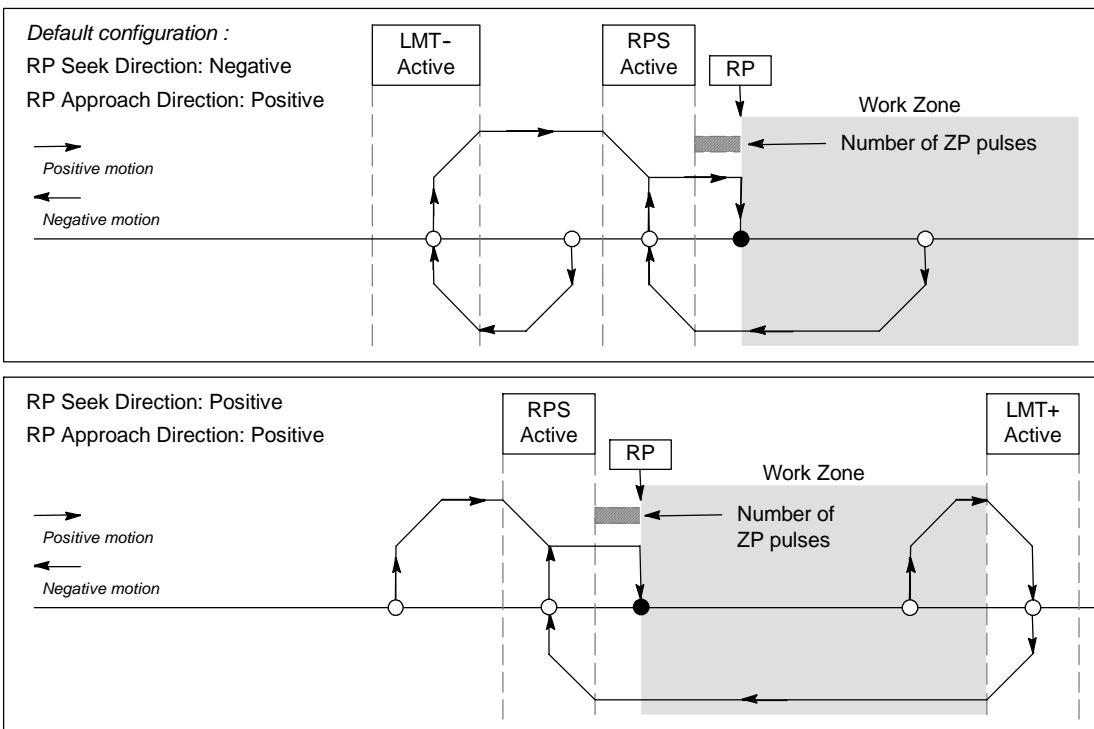 Default configuration :
RP Seek Direction: Negative
RP Approach Direction: Positive
LMT-
Active
RPS
Active
RP
Work Zone
Number of ZP pulses
Positive motion
Negative motion
RP Seek Direction: Positive
RP Approach Direction: Positive
RPS
Active
LMT+
Active
RP
Work Zone
Number of
ZP pulses
Positive motion
Negative motion